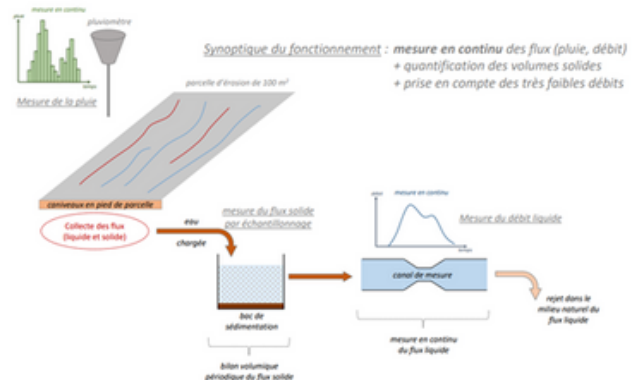 pluie
mesure en continu
pluviomètre
temps
Mesure de la pluie
Synoptique du fonctionnement : mesure en continu des flux (pluie, débit)
+ quantification des volumes solides
+ prise en compte des très faibles débits
parcelle d'érosion de 100 m²
caniveaux en pied de parcelle
Collecte des flux
(liquide et solide)
eau
chargée
mesure du flux solide
par échantillonnage
bac de
sédimentation
bilan volumique
périodique du flux solide
débit
mesure en continu
temps
Mesure du débit liquide
canal de mesure
mesure en continu
du flux liquide
rejet dans le
milieu naturel du
flux liquide